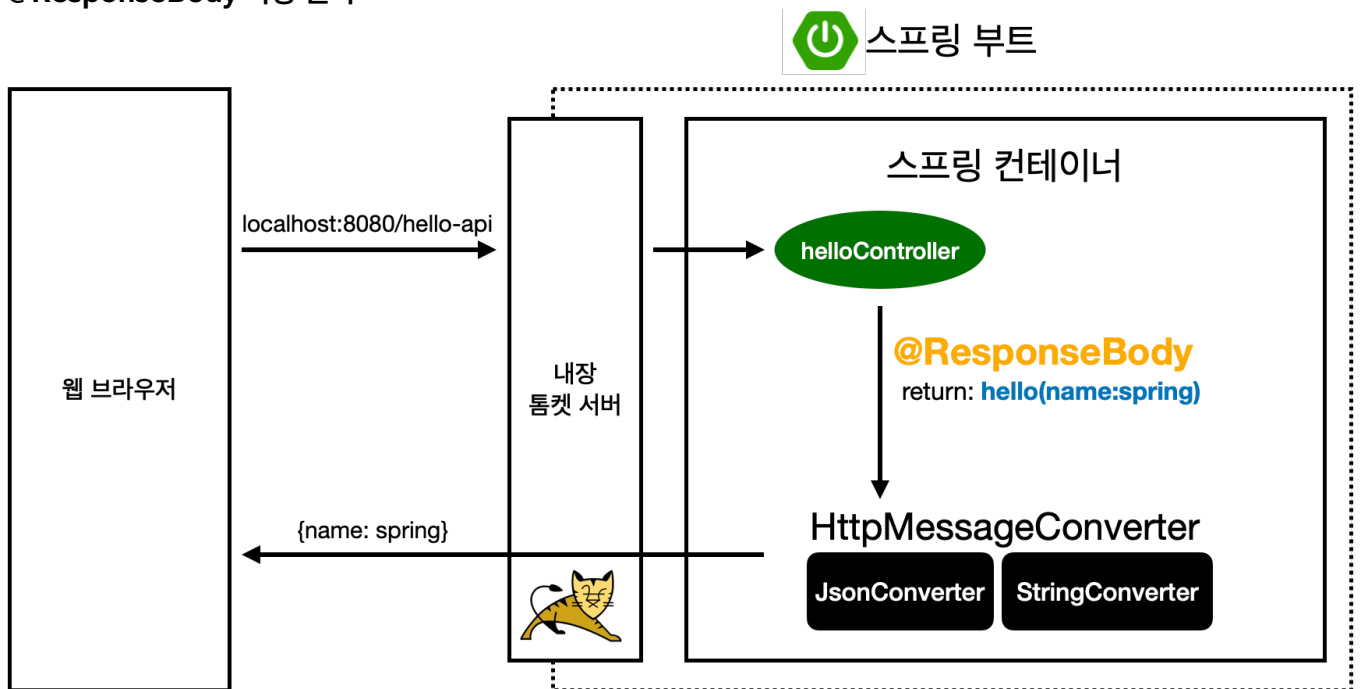 @ResponseBody
스프링 부트
스프링 컨테이너
localhost:8080/hello-api
helloController
@ResponseBody
return: hello(name:spring)
웹 브라우저
내장
톰켓 서버
{name: spring}
HttpMessageConverter
JsonConverter
StringConverter